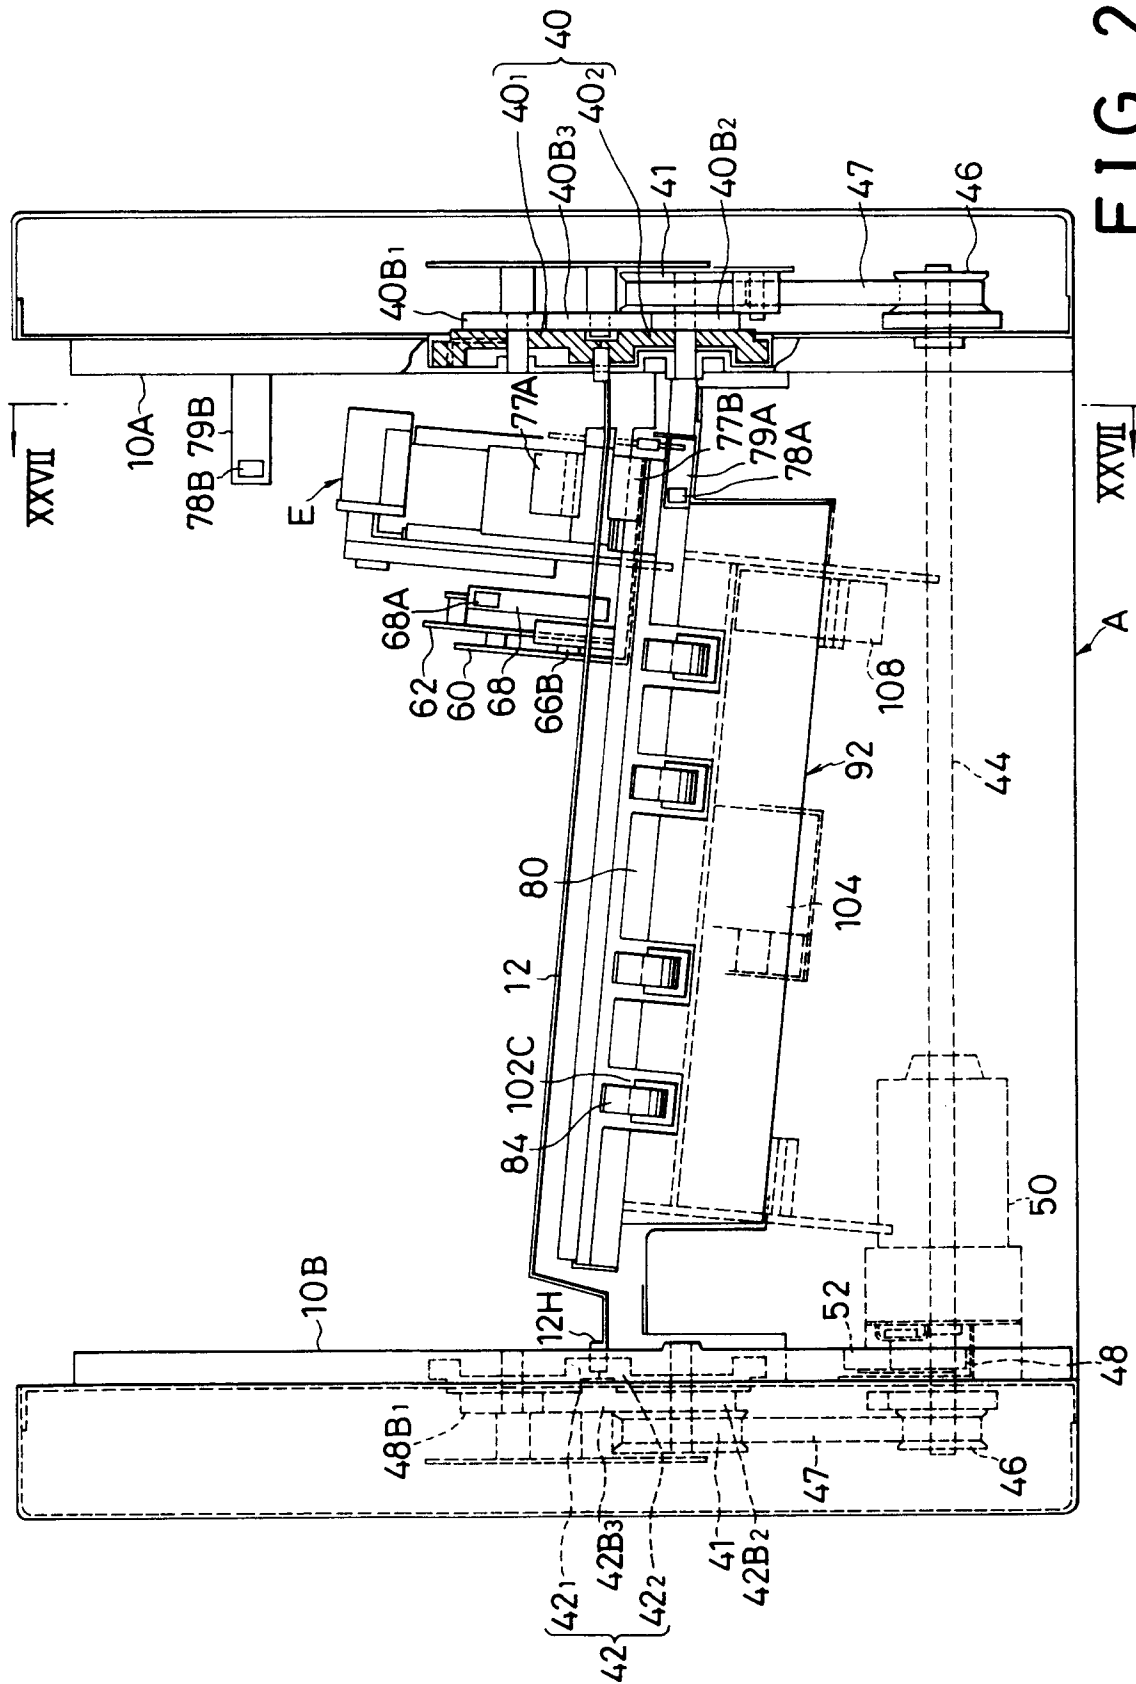 FIG 2
40
40₁
40₂
40B₃
41
40B₂
47
46
40B₁
10A
79B
78B
XXVII
XXVII
E
77A
77B
79A
78A
68A
62
60
68
66B
108
A
92
44
80
104
12
102C
84
50
10B
12H
52
48
48B₁
42₁
42B₃
42₂
42
41
42B₂
47
46